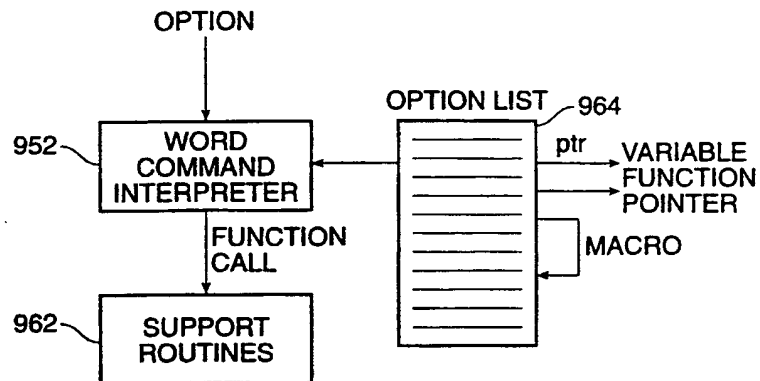 OPTION
OPTION LIST
964
952
WORD
COMMAND
INTERPRETER
ptr
VARIABLE
FUNCTION
POINTER
FUNCTION
CALL
MACRO
962
SUPPORT
ROUTINES